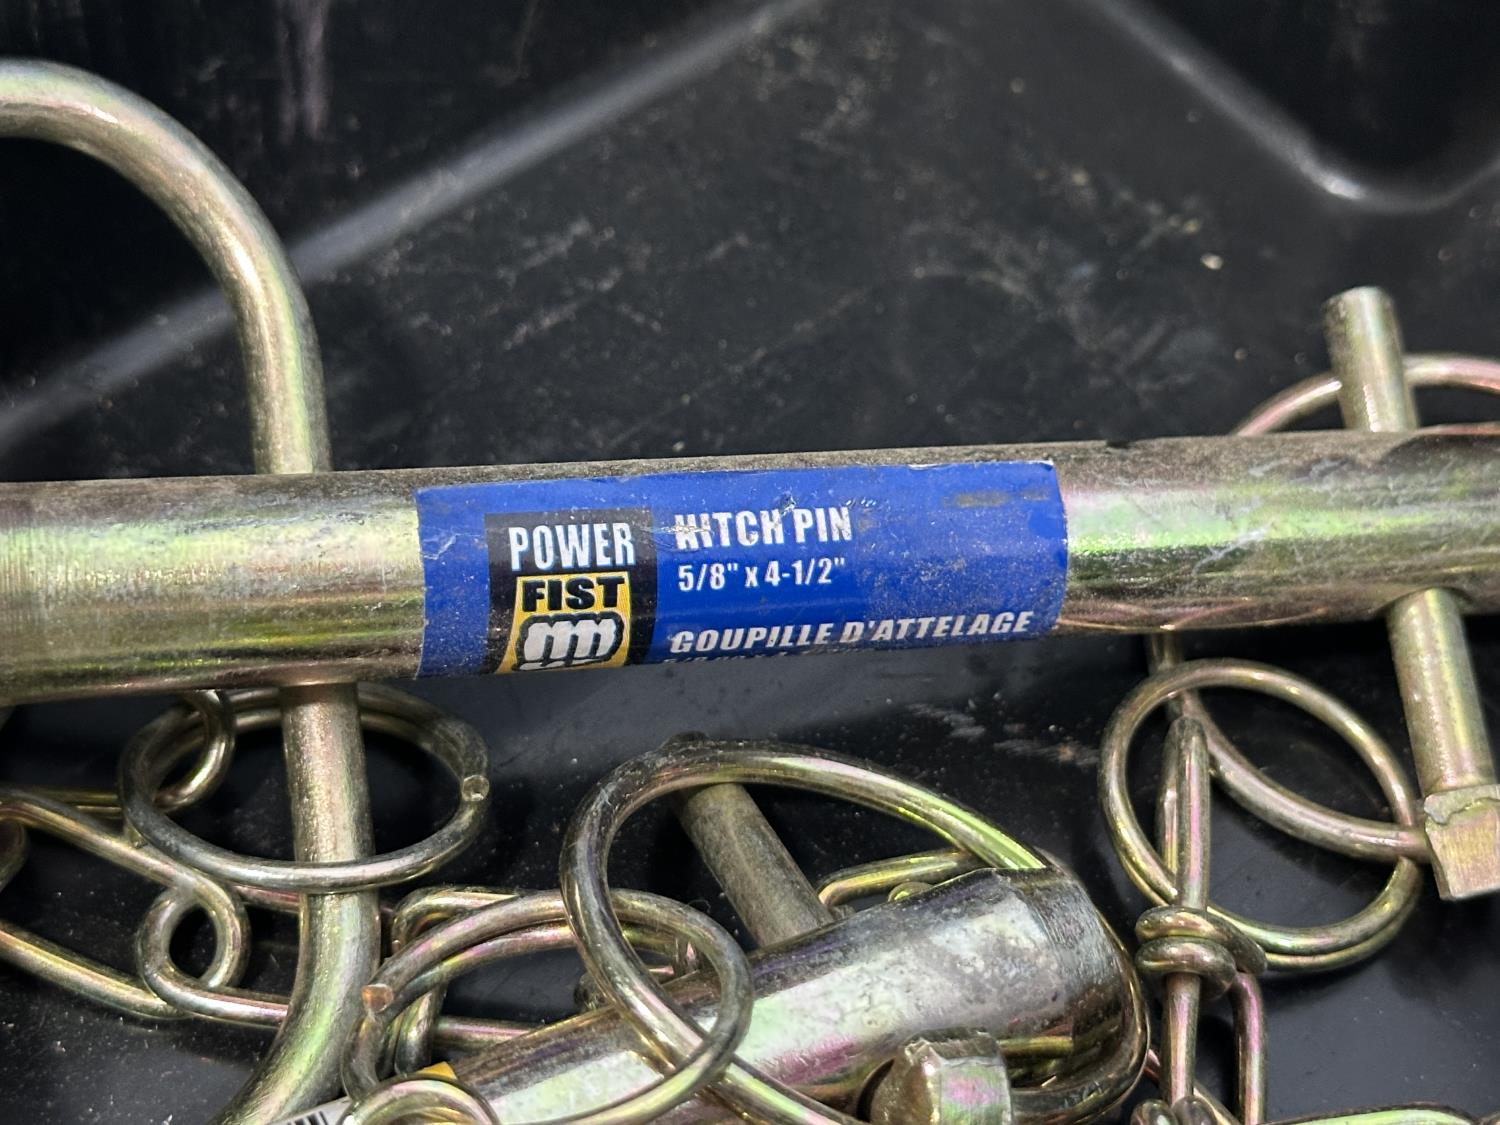 POWER
FIST
HITCH PIN
5/8" x 4-1/2"
GOUPILLE D'ATTELAGE